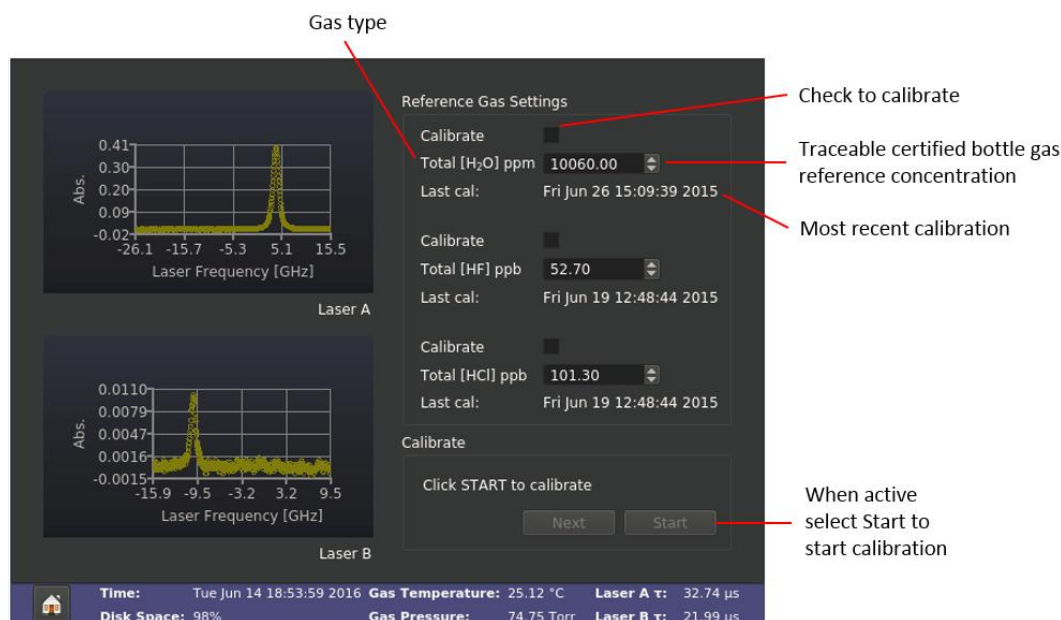 Gas type
Reference Gas Settings
Check to calibrate
Calibrate
Total [H₂O] ppm 10060.00
Traceable certified bottle gas
reference concentration
Last cal: Fri Jun 26 15:09:39 2015
Most recent calibration
Calibrate
Total [HF] ppb 52.70
Last cal: Fri Jun 19 12:48:44 2015
Calibrate
Total [HCl] ppb 101.30
Last cal: Fri Jun 19 12:48:44 2015
Calibrate
Click START to calibrate
Next Start
When active
select Start to
start calibration
Abs.
0.41
0.30
0.20
0.09
-0.02
-26.1 -15.7 -5.3 5.1 15.5
Laser Frequency [GHz]
Laser A
Abs.
0.0110
0.0079
0.0047
0.0016
-0.0015
-15.9 -9.5 -3.2 3.2 9.5
Laser Frequency [GHz]
Laser B
Time: Tue Jun 14 18:53:59 2016 Gas Temperature: 25.12 °C Laser A τ: 32.74 µs
Disk Space: 98% Gas Pressure: 74.75 Torr Laser B τ: 21.99 µs